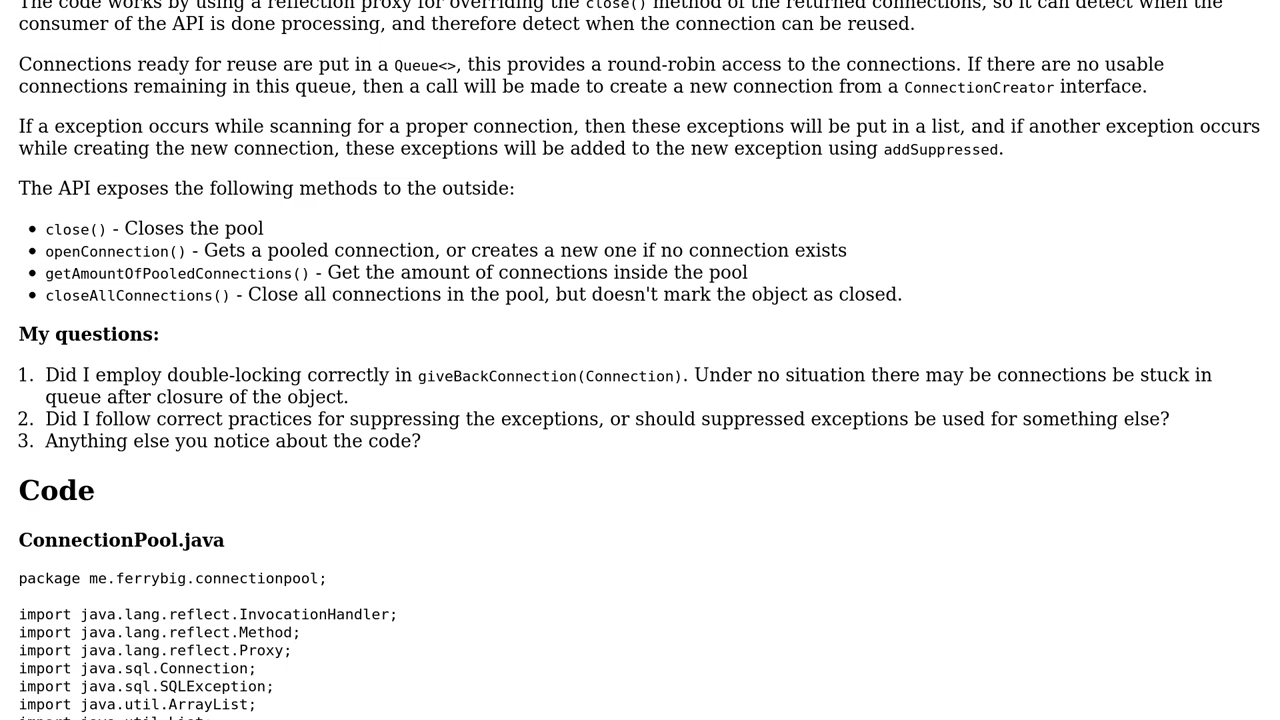 The code works by using a reflection proxy for overriding the close() method of the returned connections, so it can detect when the
consumer of the API is done processing, and therefore detect when the connection can be reused.
Connections ready for reuse are put in a Queue<>, this provides a round-robin access to the connections. If there are no usable
connections remaining in this queue, then a call will be made to create a new connection from a ConnectionCreator interface.
If a exception occurs while scanning for a proper connection, then these exceptions will be put in a list, and if another exception occurs
while creating the new connection, these exceptions will be added to the new exception using addSuppressed.
The API exposes the following methods to the outside:
• close() - Closes the pool
• openConnection() - Gets a pooled connection, or creates a new one if no connection exists
• getAmountOfPooledConnections() - Get the amount of connections inside the pool
• closeAllConnections() - Close all connections in the pool, but doesn't mark the object as closed.
My questions:
1. Did I employ double-locking correctly in giveBackConnection(Connection). Under no situation there may be connections be stuck in
queue after closure of the object.
2. Did I follow correct practices for suppressing the exceptions, or should suppressed exceptions be used for something else?
3. Anything else you notice about the code?
Code
ConnectionPool.java
package me.ferrybig.connectionpool;
import java.lang.reflect.InvocationHandler;
import java.lang.reflect.Method;
import java.lang.reflect.Proxy;
import java.sql.Connection;
import java.sql.SQLException;
import java.util.ArrayList;
import java.util.List;